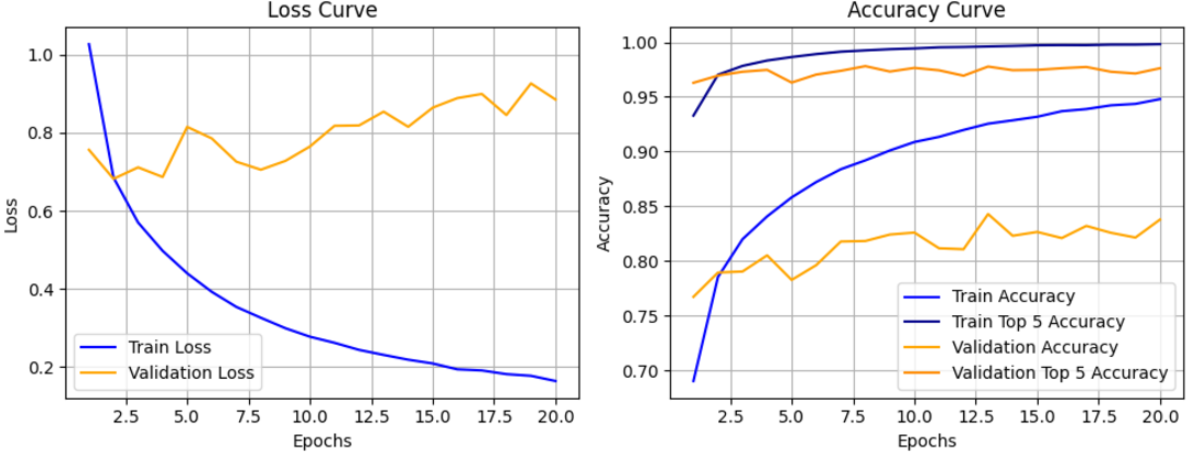 Loss Curve
1.0
0.8
0.6
0.4
0.2
Loss
Train Loss
Validation Loss
2.5 5.0 7.5 10.0 12.5 15.0 17.5 20.0
Epochs
Accuracy Curve
1.00
0.95
0.90
0.85
0.80
0.75
0.70
Accuracy
Train Accuracy
Train Top 5 Accuracy
Validation Accuracy
Validation Top 5 Accuracy
2.5 5.0 7.5 10.0 12.5 15.0 17.5 20.0
Epochs